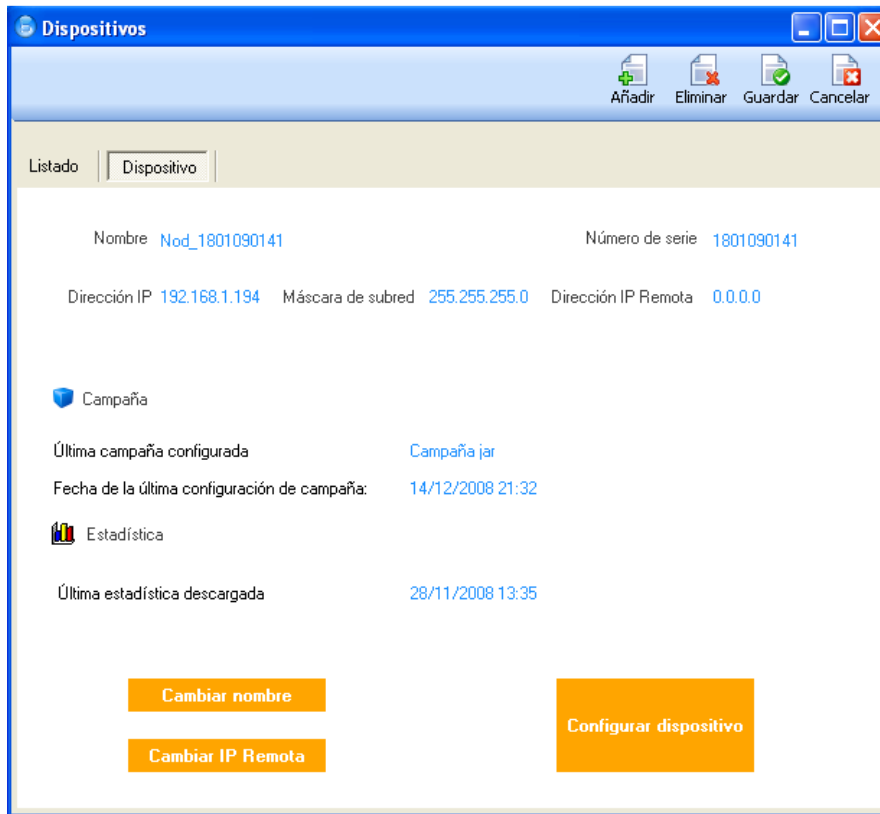 Dispositivos
Añadir Eliminar Guardar Cancelar
Listado Dispositivo
Nombre Nod_1801090141 Número de serie 1801090141
Dirección IP 192.168.1.194 Máscara de subred 255.255.255.0 Dirección IP Remota 0.0.0.0
Campaña
Última campaña configurada Campaña jar
Fecha de la última configuración de campaña: 14/12/2008 21:32
Estadística
Última estadística descargada 28/11/2008 13:35
Cambiar nombre
Configurar dispositivo
Cambiar IP Remota